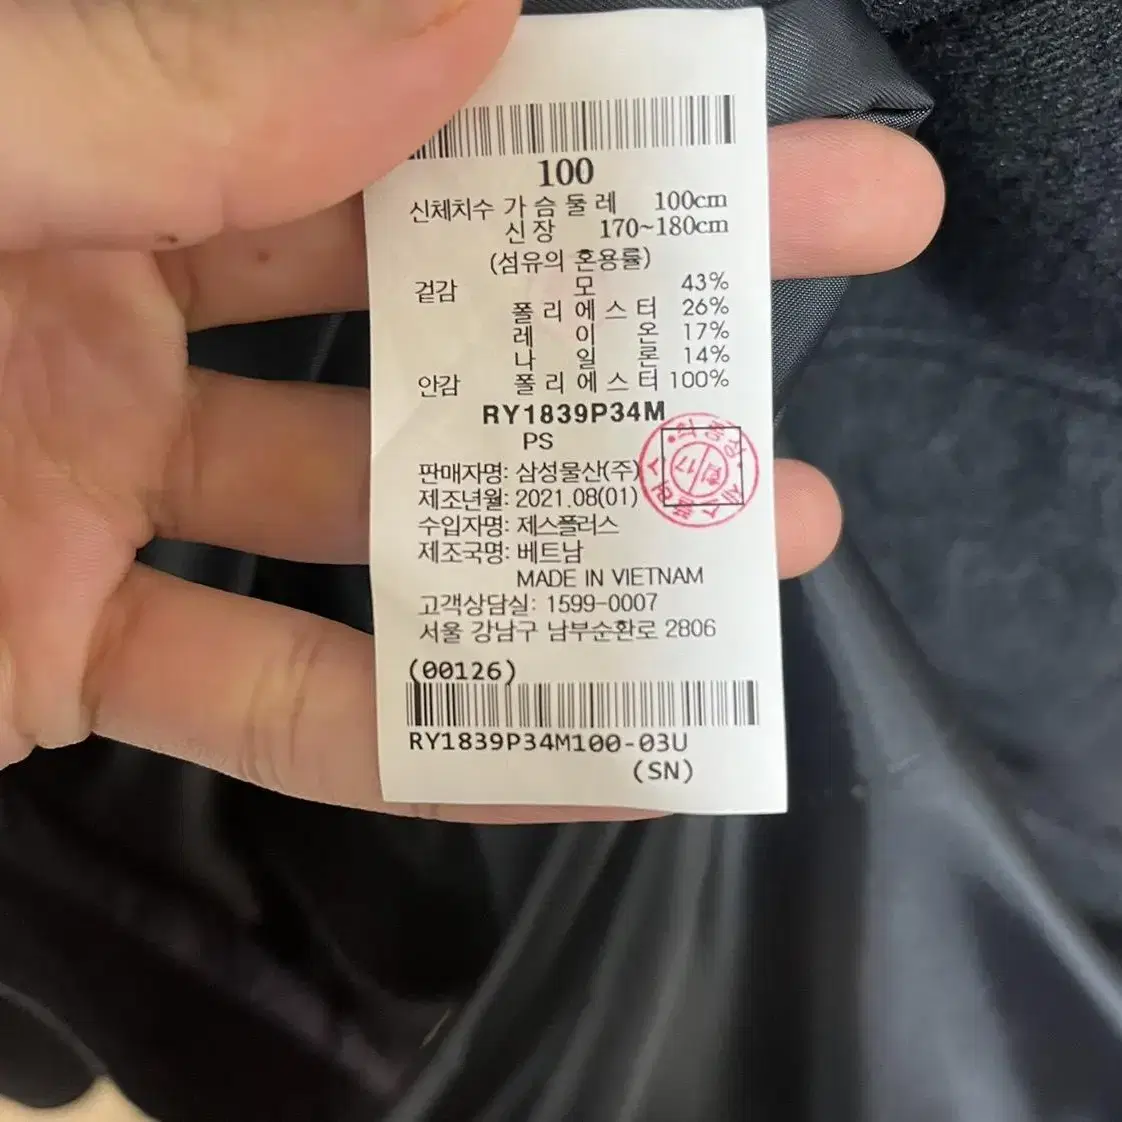 100
신체치수 가슴둘레 100cm
신장 170~180cm
(섬유의 혼용률)
겉감 모 43%
폴리에스터 26%
레이온 17%
나일론 14%
안감 폴리에스터 100%
RY1839P34M
PS
판매자명: 삼성물산(주)
제조년월: 2021.08(01)
수입자명: 제스플러스
제조국명: 베트남
MADE IN VIETNAM
고객상담실: 1599-0007
서울 강남구 남부순환로 2806
(00126)
RY1839P34M100-03U
(SN)